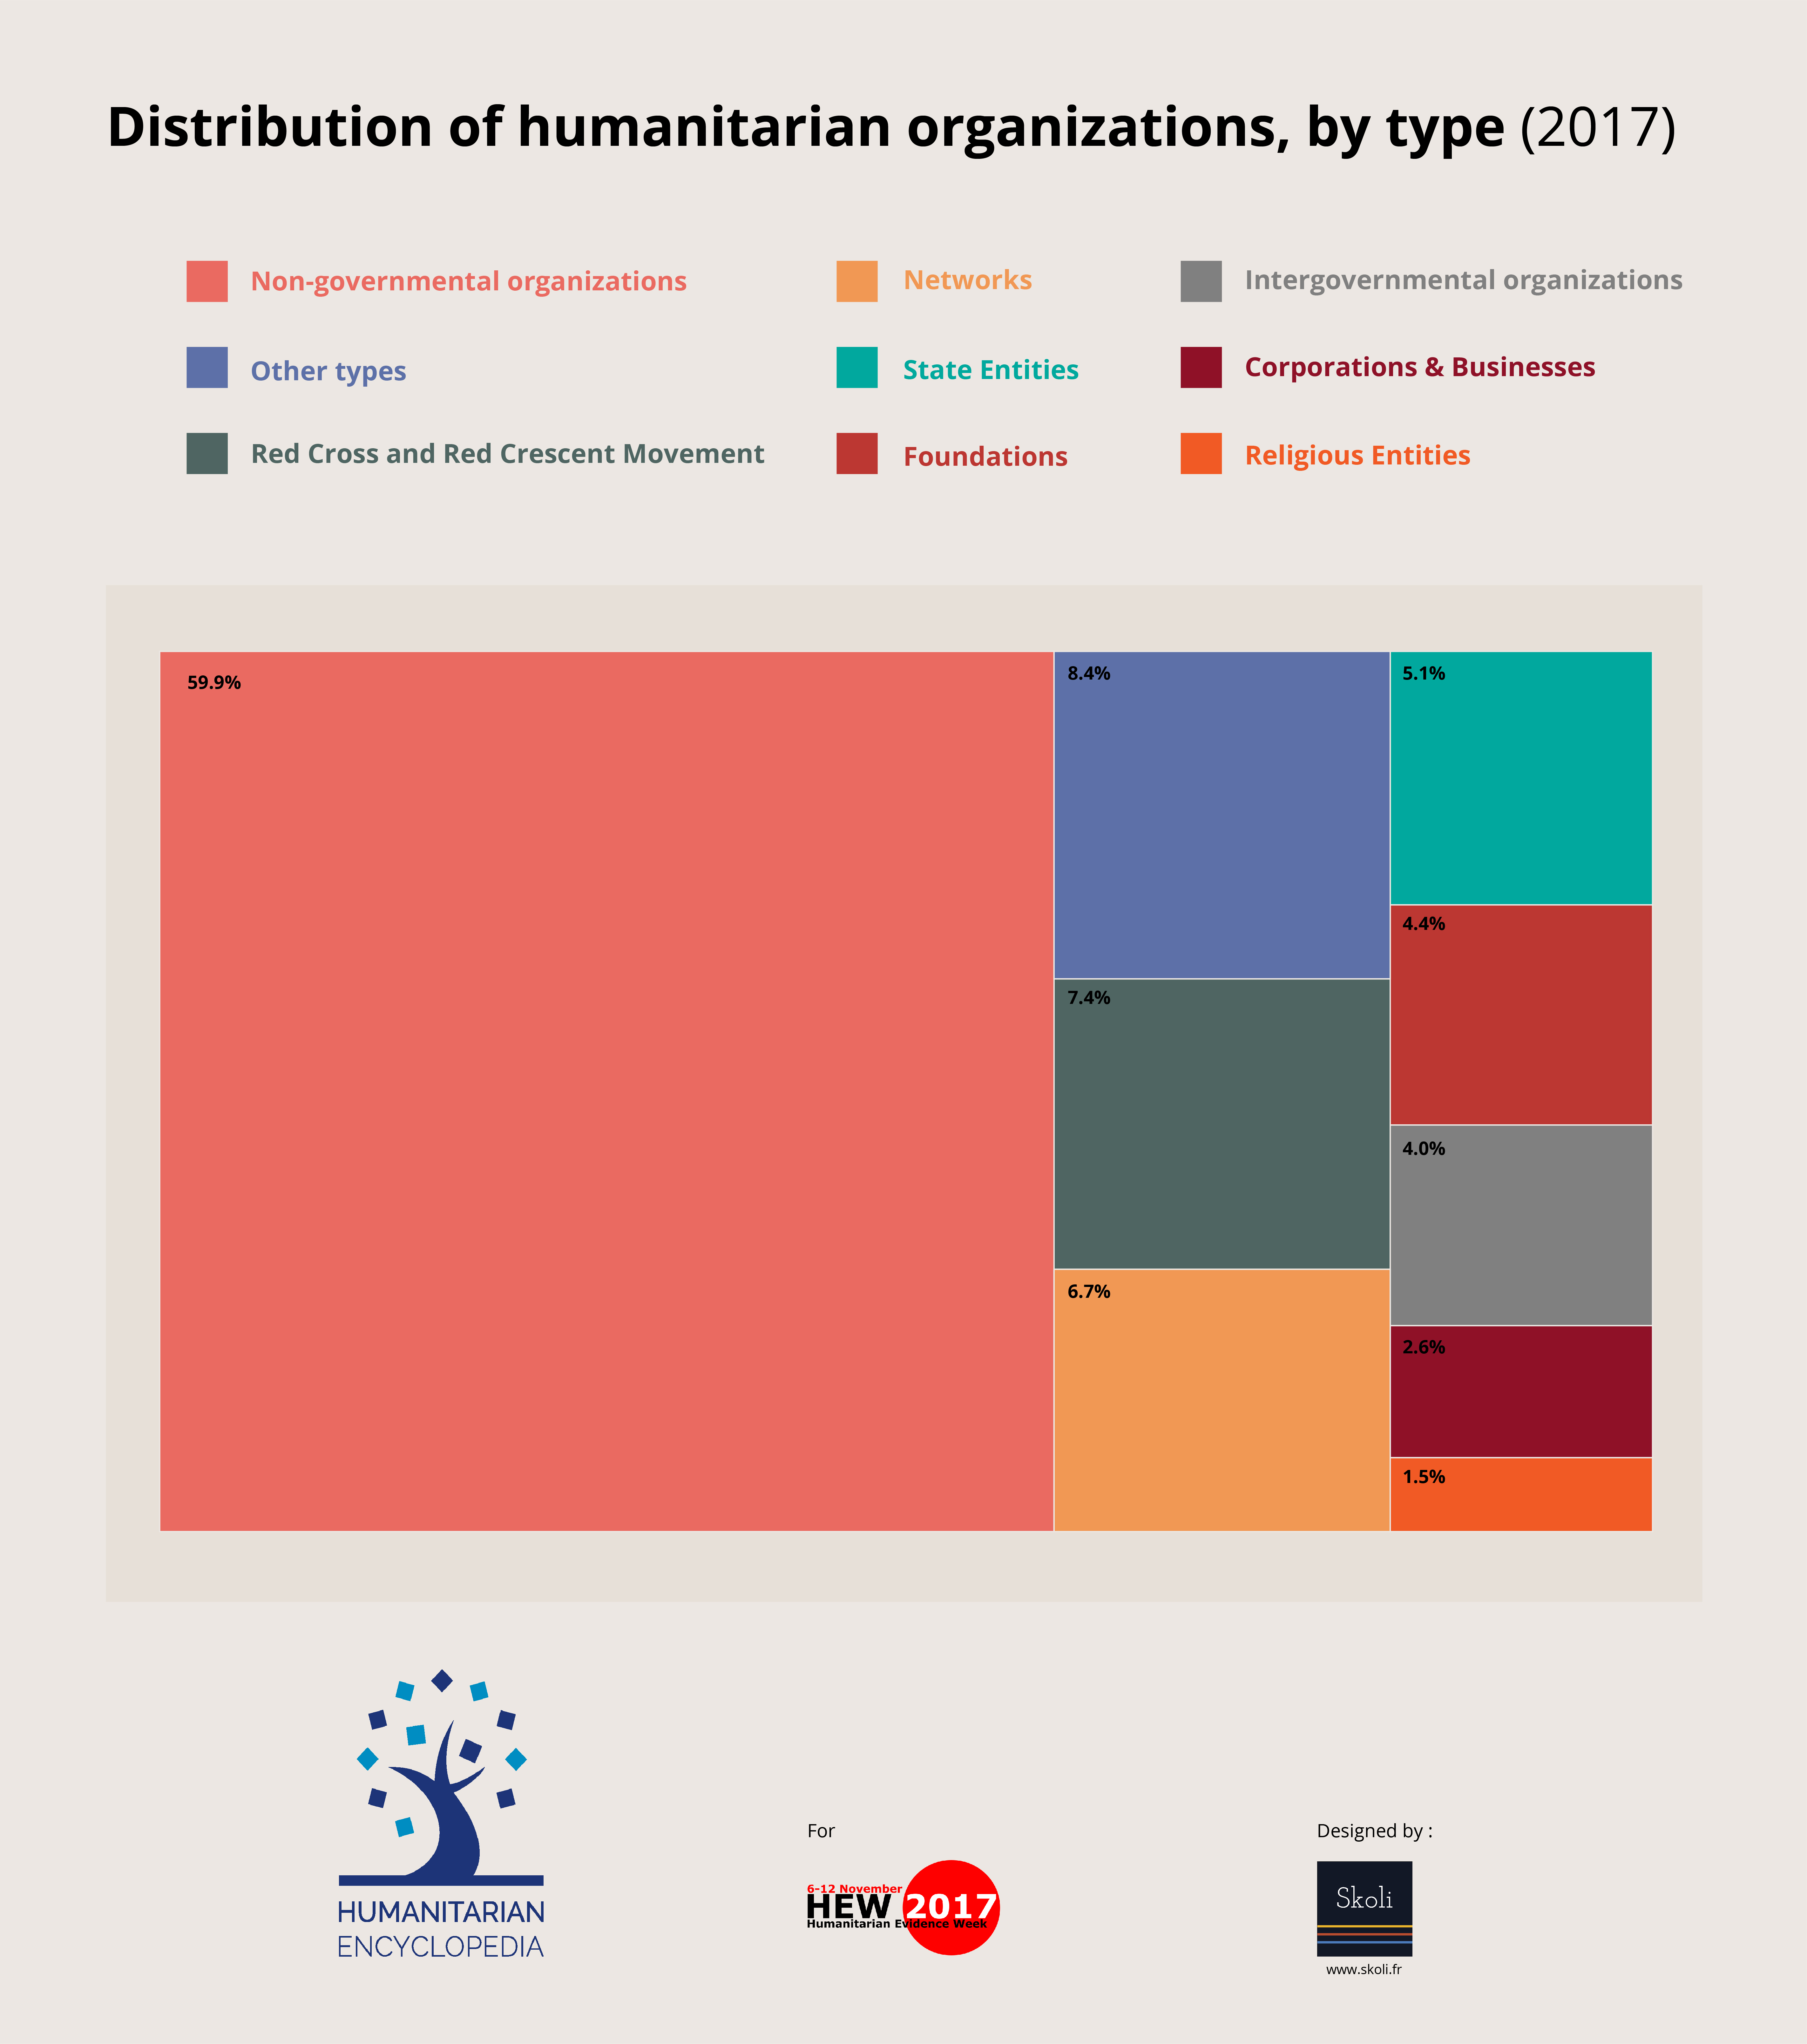 Distribution of humanitarian organizations, by type (2017)
Non-governmental organizations
Networks
Intergovernmental organizations
Other types
State Entities
Corporations & Businesses
Red Cross and Red Crescent Movement
Foundations
Religious Entities
59.9%
8.4%
5.1%
4.4%
7.4%
4.0%
6.7%
2.6%
1.5%
HUMANITARIAN
ENCYCLOPEDIA
For
6-12 November
HEW 2017
Humanitarian Evidence Week
Designed by :
Skoli
www.skoli.fr